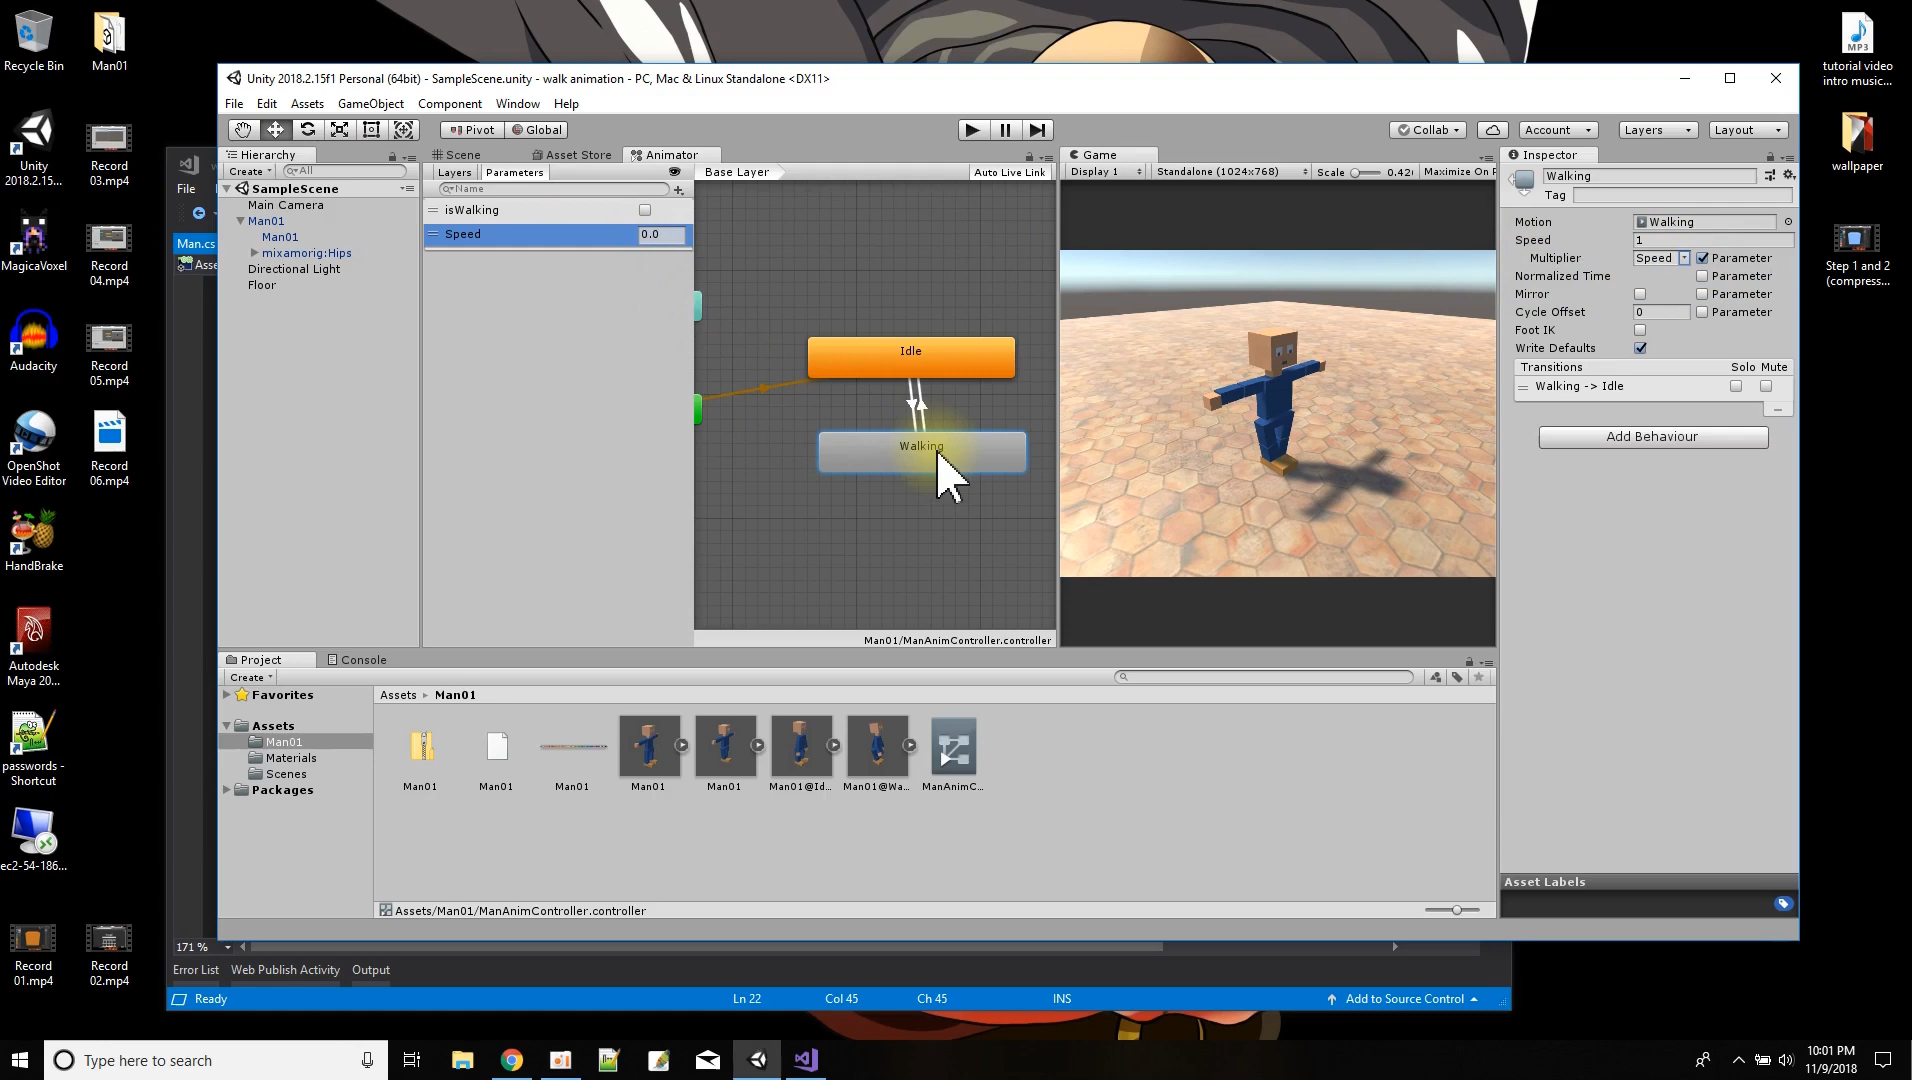 Recycle Bin
Man01
Unity
2018.2.15...
Record
03.mp4
MagicaVoxel
Record
04.mp4
Audacity
Record
05.mp4
OpenShot
Video Editor
Record
06.mp4
HandBrake
Autodesk
Maya 20...
passwords -
Shortcut
ec2-54-186...
Record
01.mp4
Record
02.mp4
tutorial video
intro music...
wallpaper
Step 1 and 2
(compress...
Unity 2018.2.15f1 Personal (64bit) - SampleScene.unity - walk animation - PC, Mac & Linux Standalone <DX11>
File Edit Assets GameObject Component Window Help
Pivot Global
Collab Account Layers Layout
Hierarchy
Create All
SampleScene
Main Camera
Man01
Man01
mixamorig:Hips
Directional Light
Floor
Scene Asset Store Animator
Layers Parameters
Base Layer Auto Live Link
Name
isWalking
Speed 0.0
Idle
Walking
Man01/ManAnimController.controller
Game
Display 1 Standalone (1024x768) Scale 0.42 Maximize On P
Inspector
Walking
Tag
Motion Walking
Speed 1
Multiplier Speed Parameter
Normalized Time Parameter
Mirror Parameter
Cycle Offset 0 Parameter
Foot IK
Write Defaults
Transitions Solo Mute
Walking -> Idle
Add Behaviour
Asset Labels
Project Console
Create
Favorites
Assets
Man01
Materials
Scenes
Packages
Assets Man01
Man01 Man01 Man01 Man01 Man01 Man01@Id... Man01@Wa... ManAnimC...
Assets/Man01/ManAnimController.controller
File
Man.cs
Asse
171 %
Error List Web Publish Activity Output
Ready Ln 22 Col 45 Ch 45 INS Add to Source Control
Type here to search
10:01 PM
11/9/2018
MP3